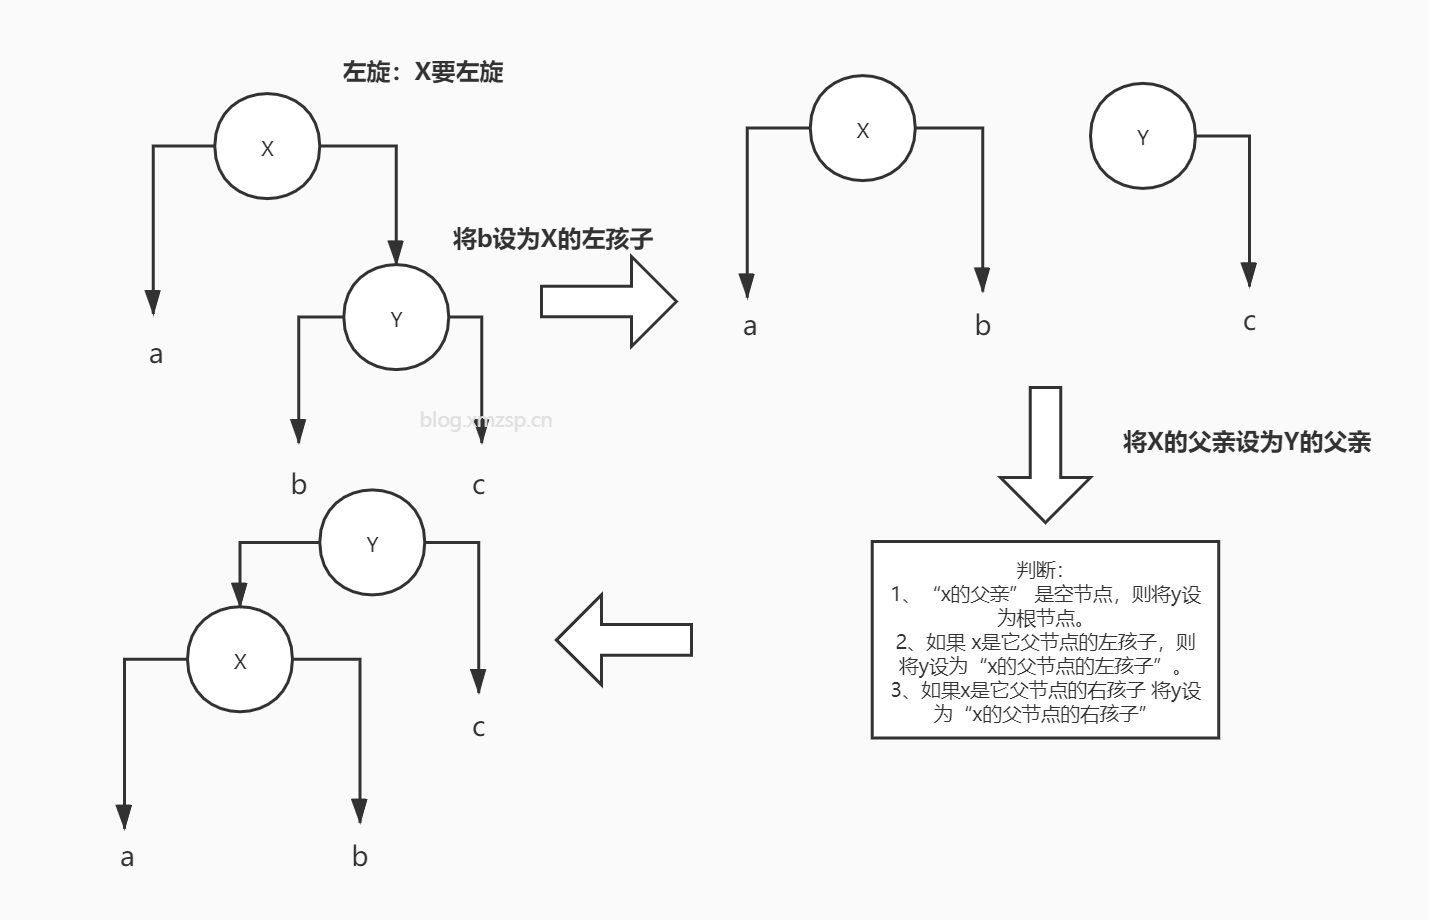 左旋：X要左旋
X
Y
a
b
c
将b设为X的左孩子
X
Y
a
b
c
将X的父亲设为Y的父亲
判断：
1、“x的父亲” 是空节点，则将y设
为根节点。
2、如果 x是它父节点的左孩子，则
将y设为“x的父节点的左孩子”。
3、如果x是它父节点的右孩子 将y设
为“x的父节点的右孩子”
Y
X
c
a
b
blog.xmzsp.cn